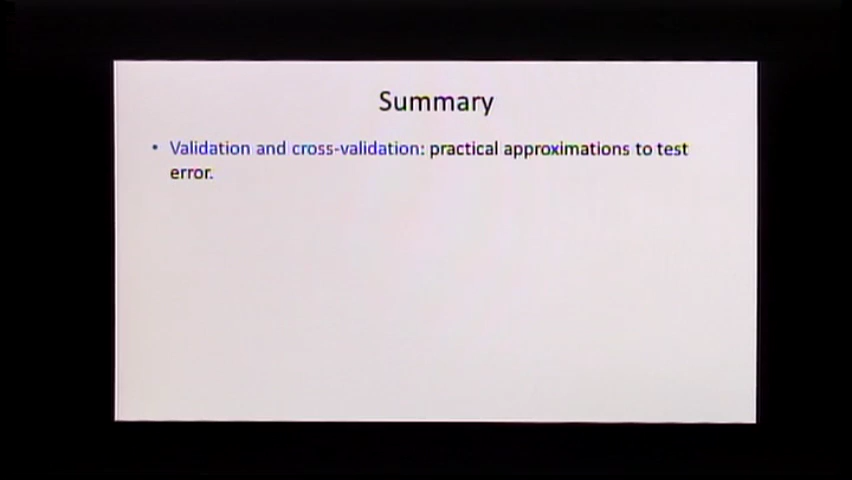 Summary
• Validation and cross-validation: practical approximations to test
error.